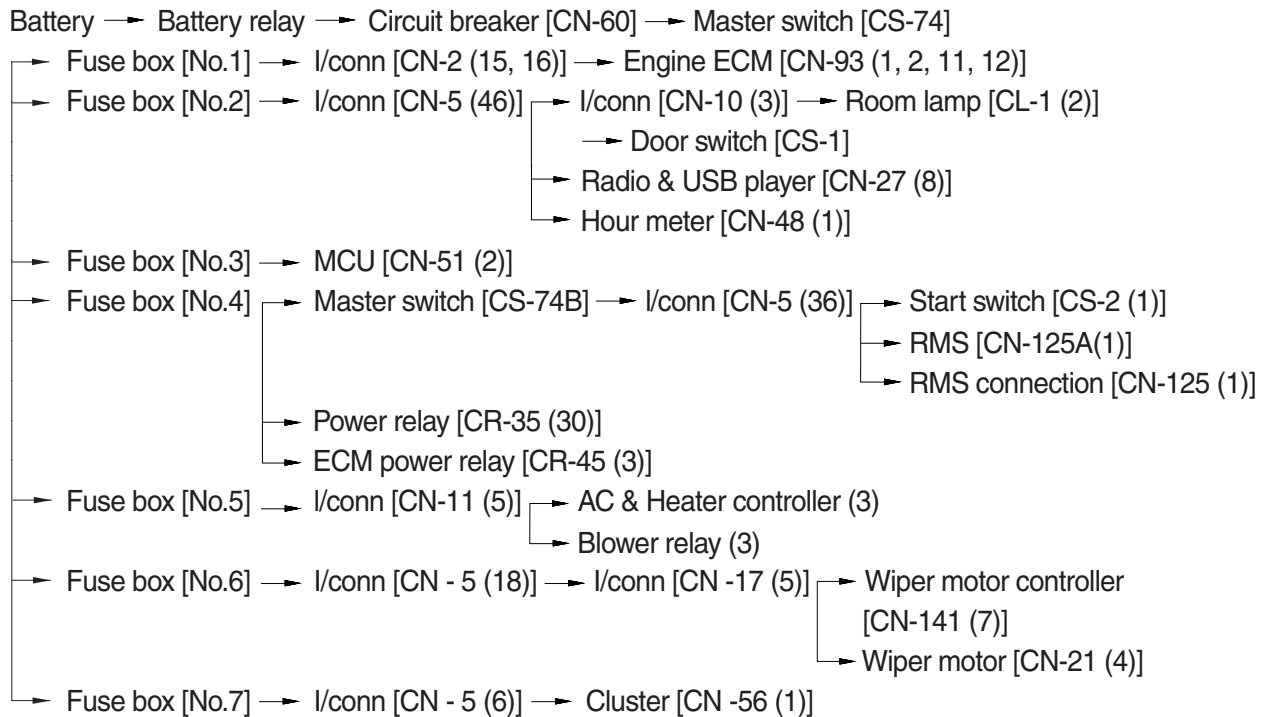 Battery → Battery relay → Circuit breaker [CN-60] → Master switch [CS-74]
→ Fuse box [No.1] → I/conn [CN-2 (15, 16)] → Engine ECM [CN-93 (1, 2, 11, 12)]
→ Fuse box [No.2] → I/conn [CN-5 (46)] → I/conn [CN-10 (3)] → Room lamp [CL-1 (2)]
→ Door switch [CS-1]
→ Radio & USB player [CN-27 (8)]
→ Hour meter [CN-48 (1)]
→ Fuse box [No.3] → MCU [CN-51 (2)]
→ Fuse box [No.4] → Master switch [CS-74B] → I/conn [CN-5 (36)] → Start switch [CS-2 (1)]
→ RMS [CN-125A(1)]
→ RMS connection [CN-125 (1)]
→ Power relay [CR-35 (30)]
→ ECM power relay [CR-45 (3)]
→ Fuse box [No.5] → I/conn [CN-11 (5)] → AC & Heater controller (3)
→ Blower relay (3)
→ Fuse box [No.6] → I/conn [CN - 5 (18)] → I/conn [CN -17 (5)] → Wiper motor controller
[CN-141 (7)]
→ Wiper motor [CN-21 (4)]
→ Fuse box [No.7] → I/conn [CN - 5 (6)] → Cluster [CN -56 (1)]